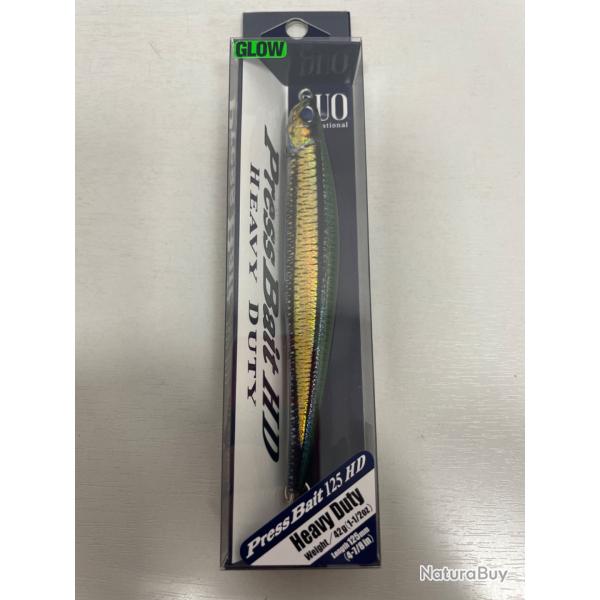 GLOW
DUO
DUO
national
Press Bait HD
HEAVY DUTY
Press Bait 125 HD
Heavy Duty
Weight/42g(1-1/2oz)
Length 125mm
(4-7/8in)
NaturaBuy